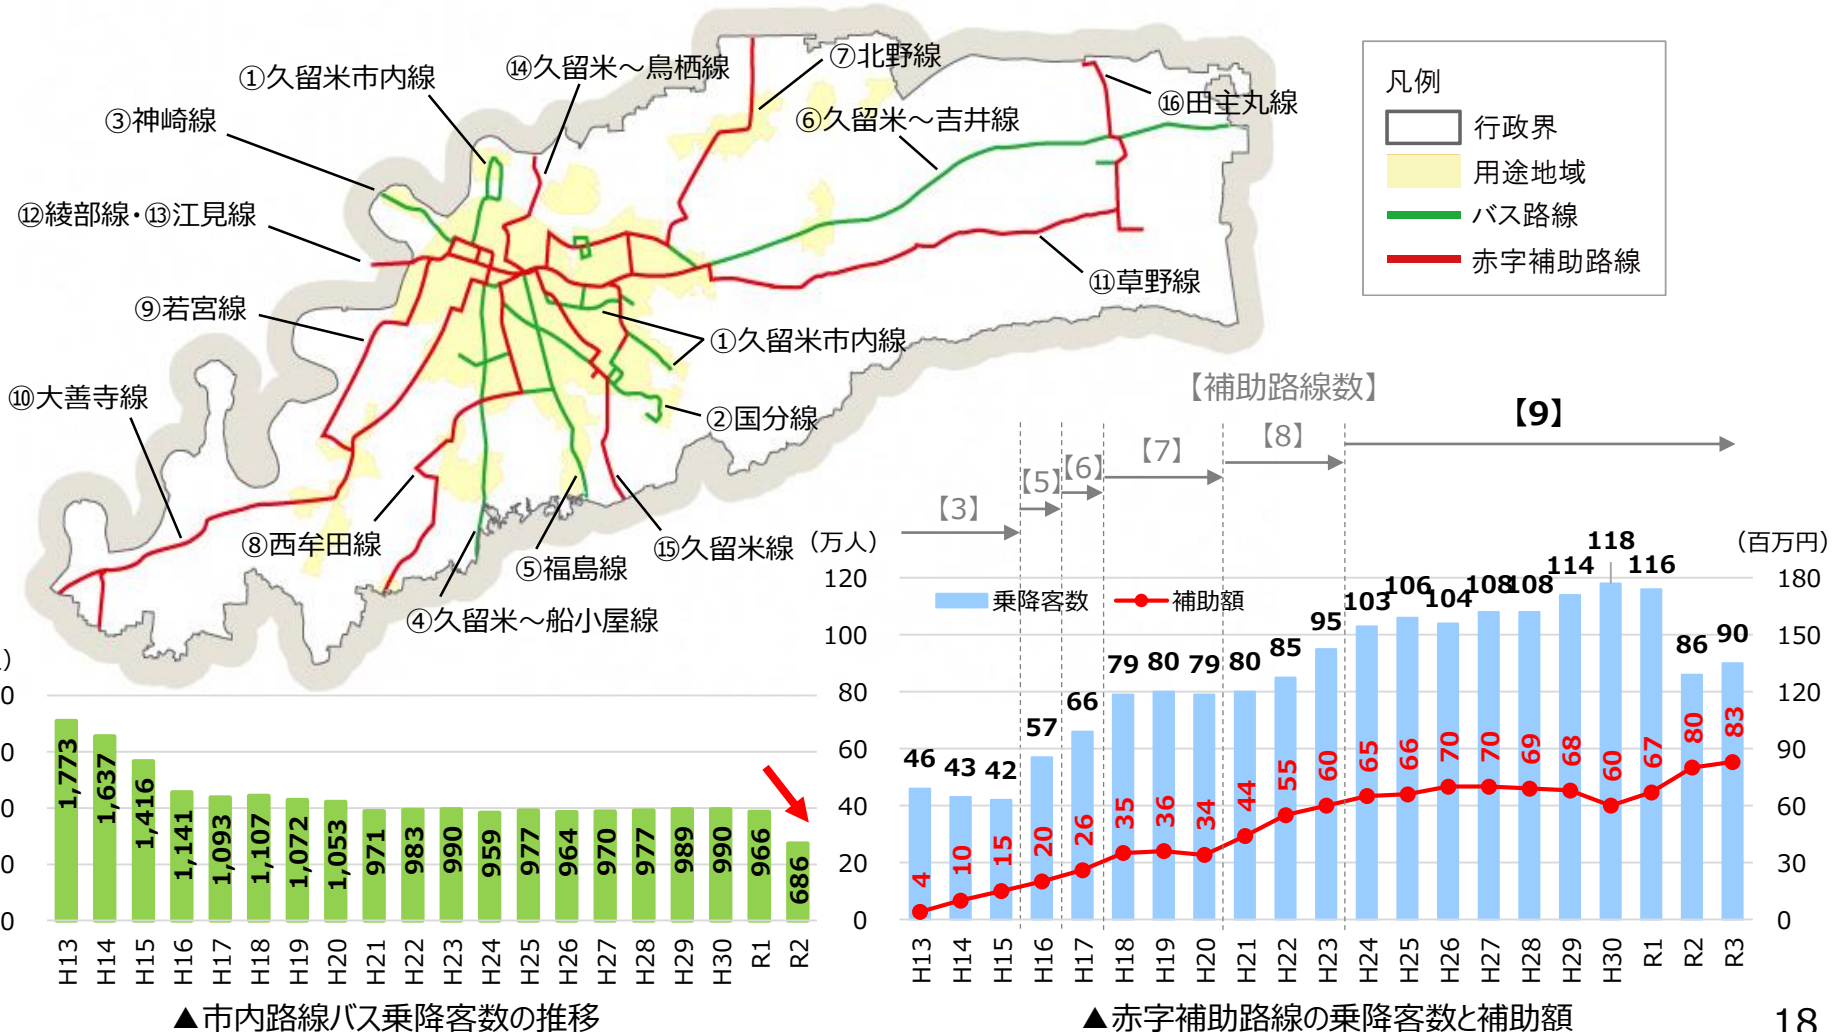 ①久留米市内線
⑭久留米～鳥栖線
⑦北野線
③神崎線
⑥久留米～吉井線
⑯田主丸線
⑫綾部線・⑬江見線
⑪草野線
⑨若宮線
①久留米市内線
⑩大善寺線
②国分線
⑧西牟田線
⑤福島線
⑮久留米線
④久留米～船小屋線
凡例
行政界
用途地域
バス路線
赤字補助路線
)
0
0
0
0
0
1,773
1,637
1,416
1,141
1,093
1,107
1,072
1,053
971
983
990
959
977
964
970
977
989
990
966
686
H13
H14
H15
H16
H17
H18
H19
H20
H21
H22
H23
H24
H25
H26
H27
H28
H29
H30
R1
R2
▲市内路線バス乗降客数の推移
【補助路線数】
【3】
【5】
【6】
【7】
【8】
【9】
（万人）
（百万円）
乗降客数
補助額
120
100
80
60
40
20
0
180
150
120
90
60
30
0
46
43
42
57
66
79
80
79
80
85
95
103
106
104
108
108
114
118
116
86
90
4
10
15
20
26
35
36
34
44
55
60
65
66
70
70
69
68
60
67
80
83
H13
H14
H15
H16
H17
H18
H19
H20
H21
H22
H23
H24
H25
H26
H27
H28
H29
H30
R1
R2
R3
▲赤字補助路線の乗降客数と補助額
18